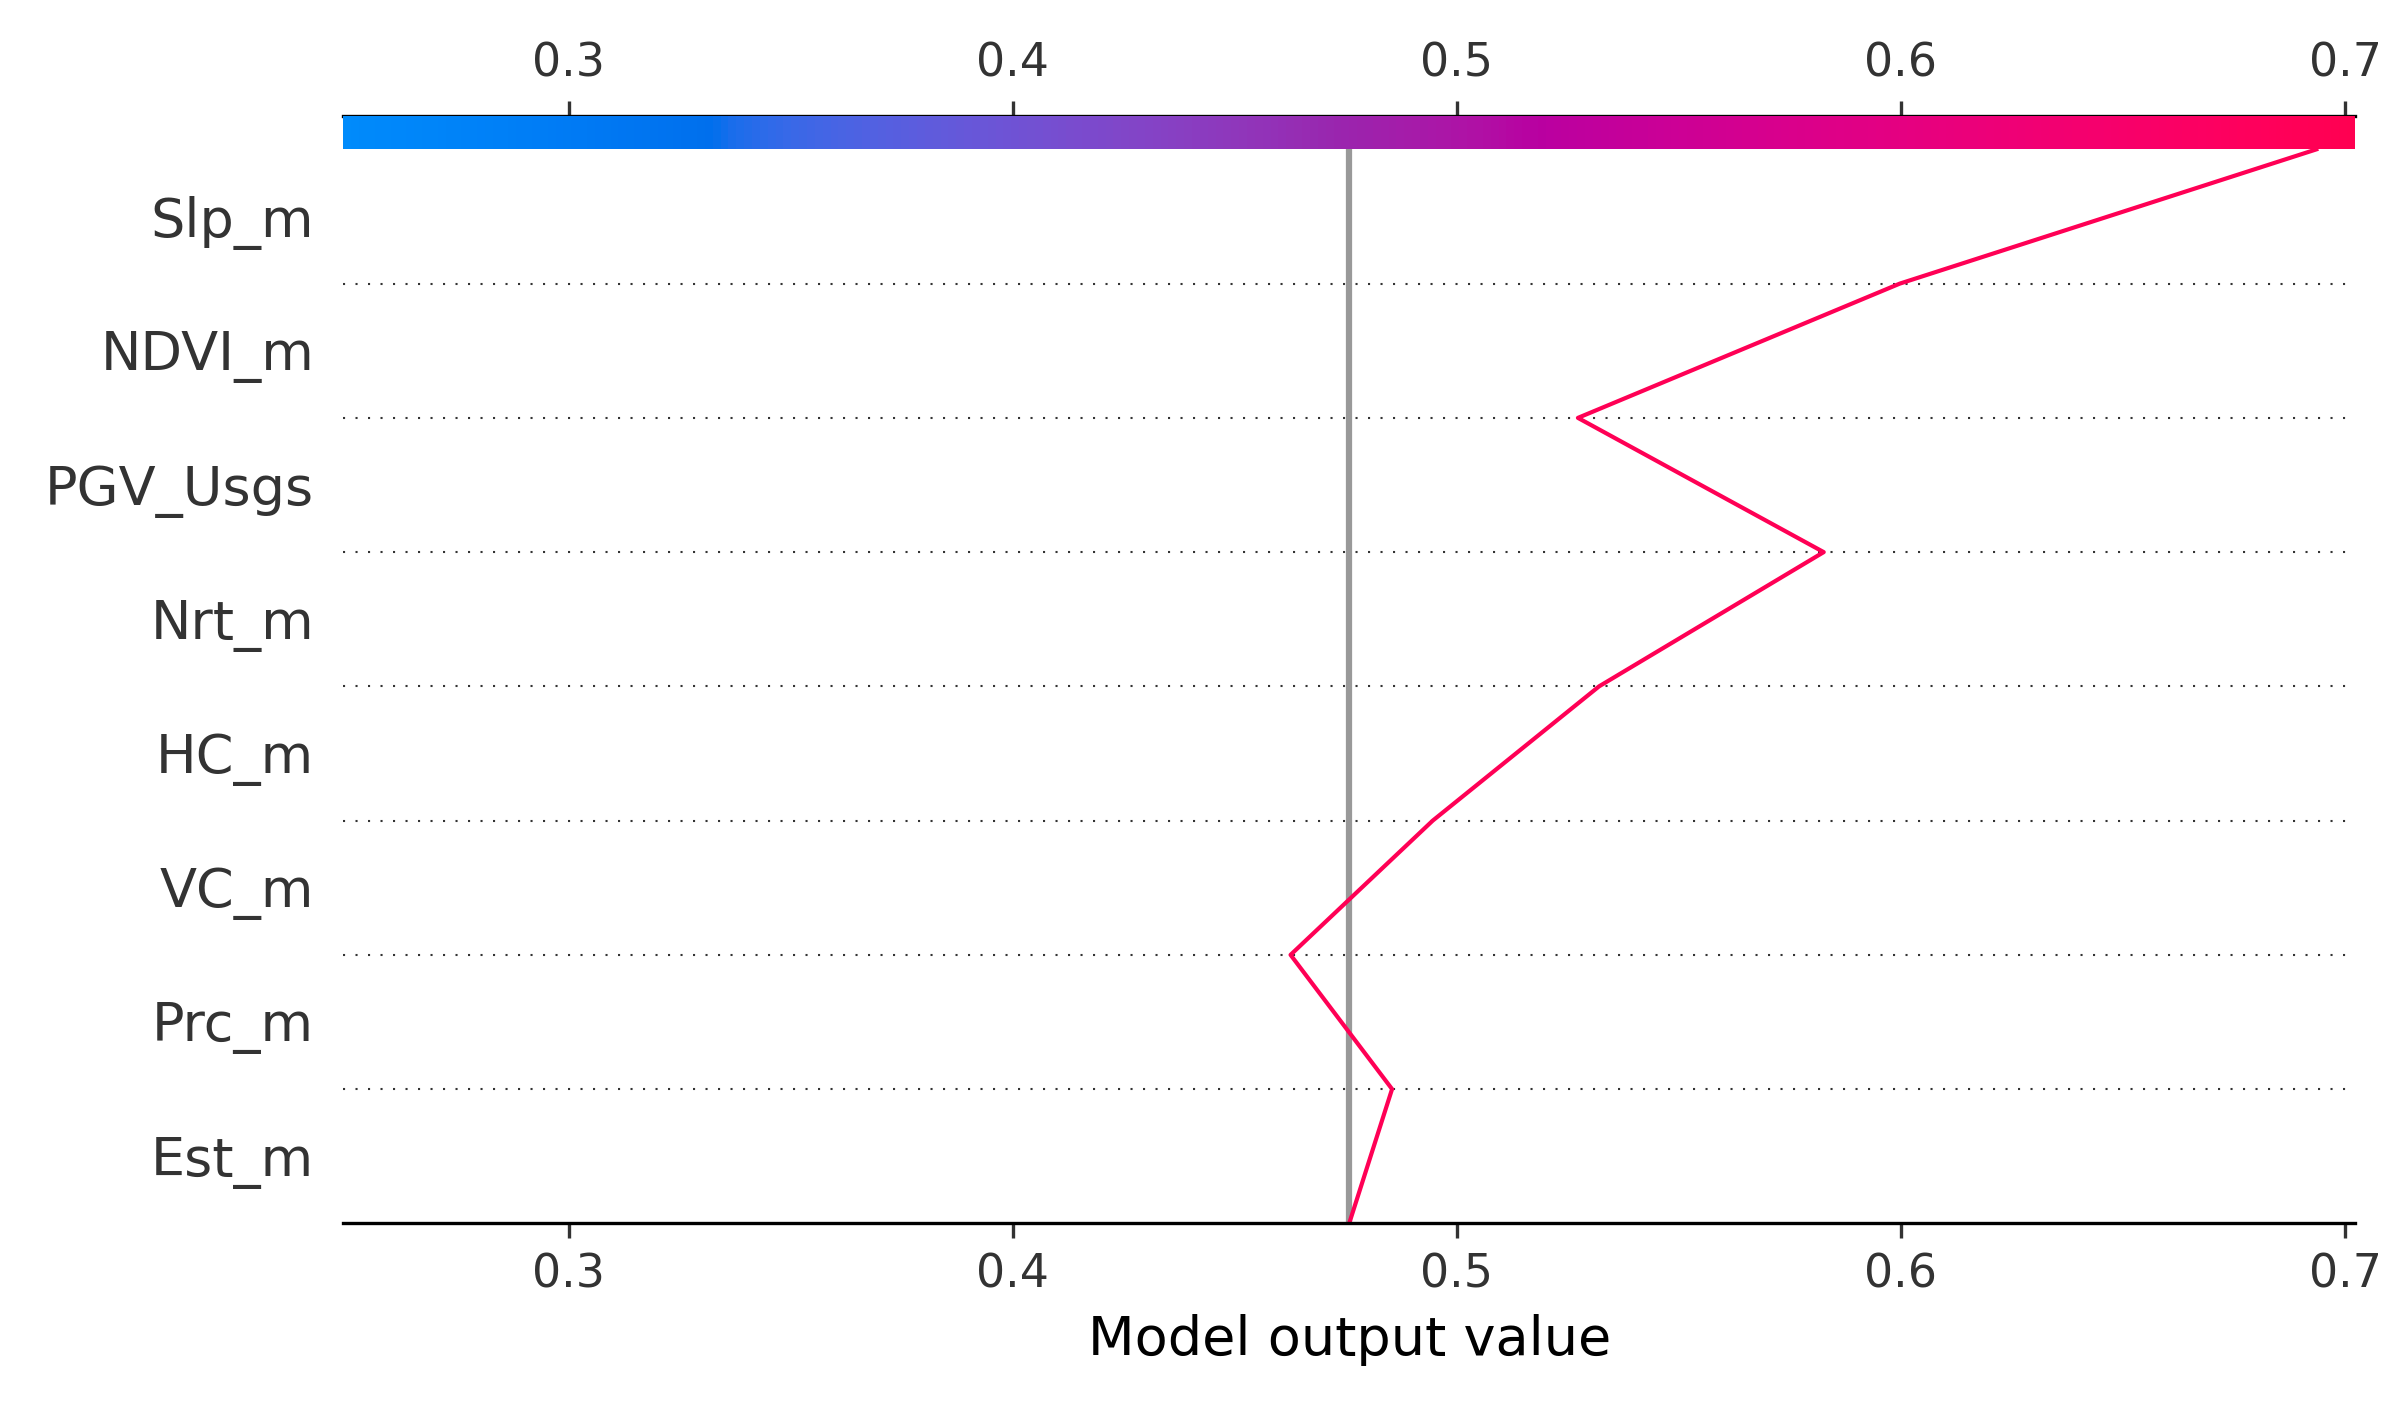 0.3 0.4 0.5 0.6 0.7
Slp_m
NDVI_m
PGV_Usgs
Nrt_m
HC_m
VC_m
Prc_m
Est_m
0.3 0.4 0.5 0.6 0.7
Model output value